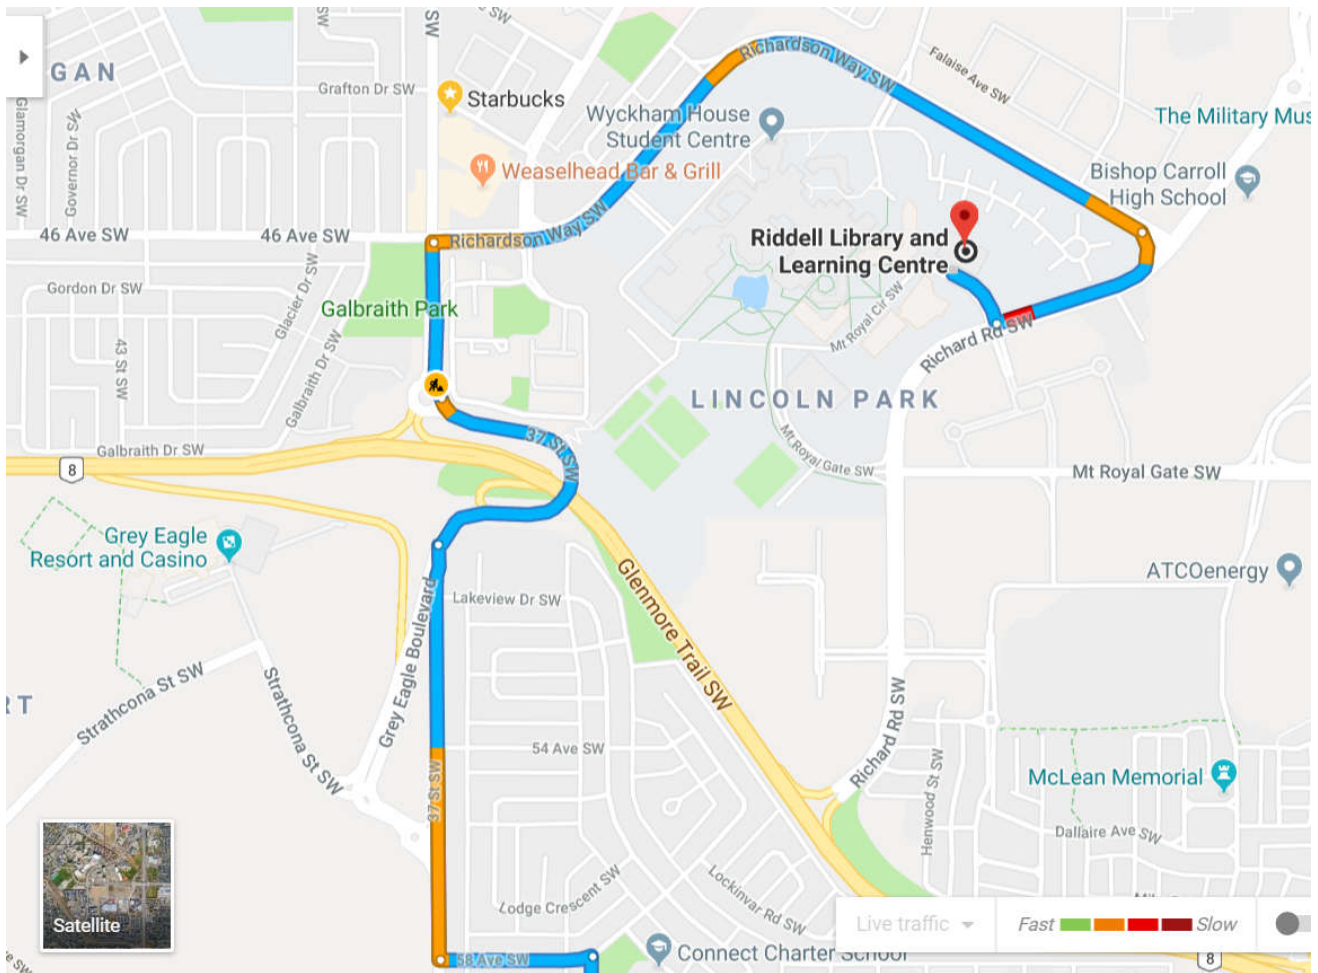 SW
SW
SW
GAN
Grafton Dr SW
Starbucks
Richardson Way SW
Falaise Ave SW
Glamorgan Dr SW
Governor Dr SW
Wyckham House
Student Centre
The Military Mus
Weaselhead Bar & Grill
Bishop Carroll
High School
46 Ave SW
46 Ave SW
Richardson Way SW
Riddell Library and
Learning Centre
Gordon Dr SW
Glacier Dr SW
Galbraith Park
Mt Royal Cir SW
Richard Rd SW
43 St SW
Galbraith Dr SW
LINCOLN PARK
37 St SW
Galbraith Dr SW
8
Mt Royal Gate SW
Mt Royal Gate SW
Grey Eagle
Resort and Casino
ATCOenergy
Lakeview Dr SW
Glenmore Trail SW
Grey Eagle Boulevard
Strathcona St SW
Strathcona St SW
RT
54 Ave SW
Richard Rd SW
37 St SW
Henwood St SW
McLean Memorial
Dallaire Ave SW
Lodge Crescent SW
Lockinvar Rd SW
Satellite
Live traffic
Fast
Slow
58 Ave SW
Connect Charter School
8